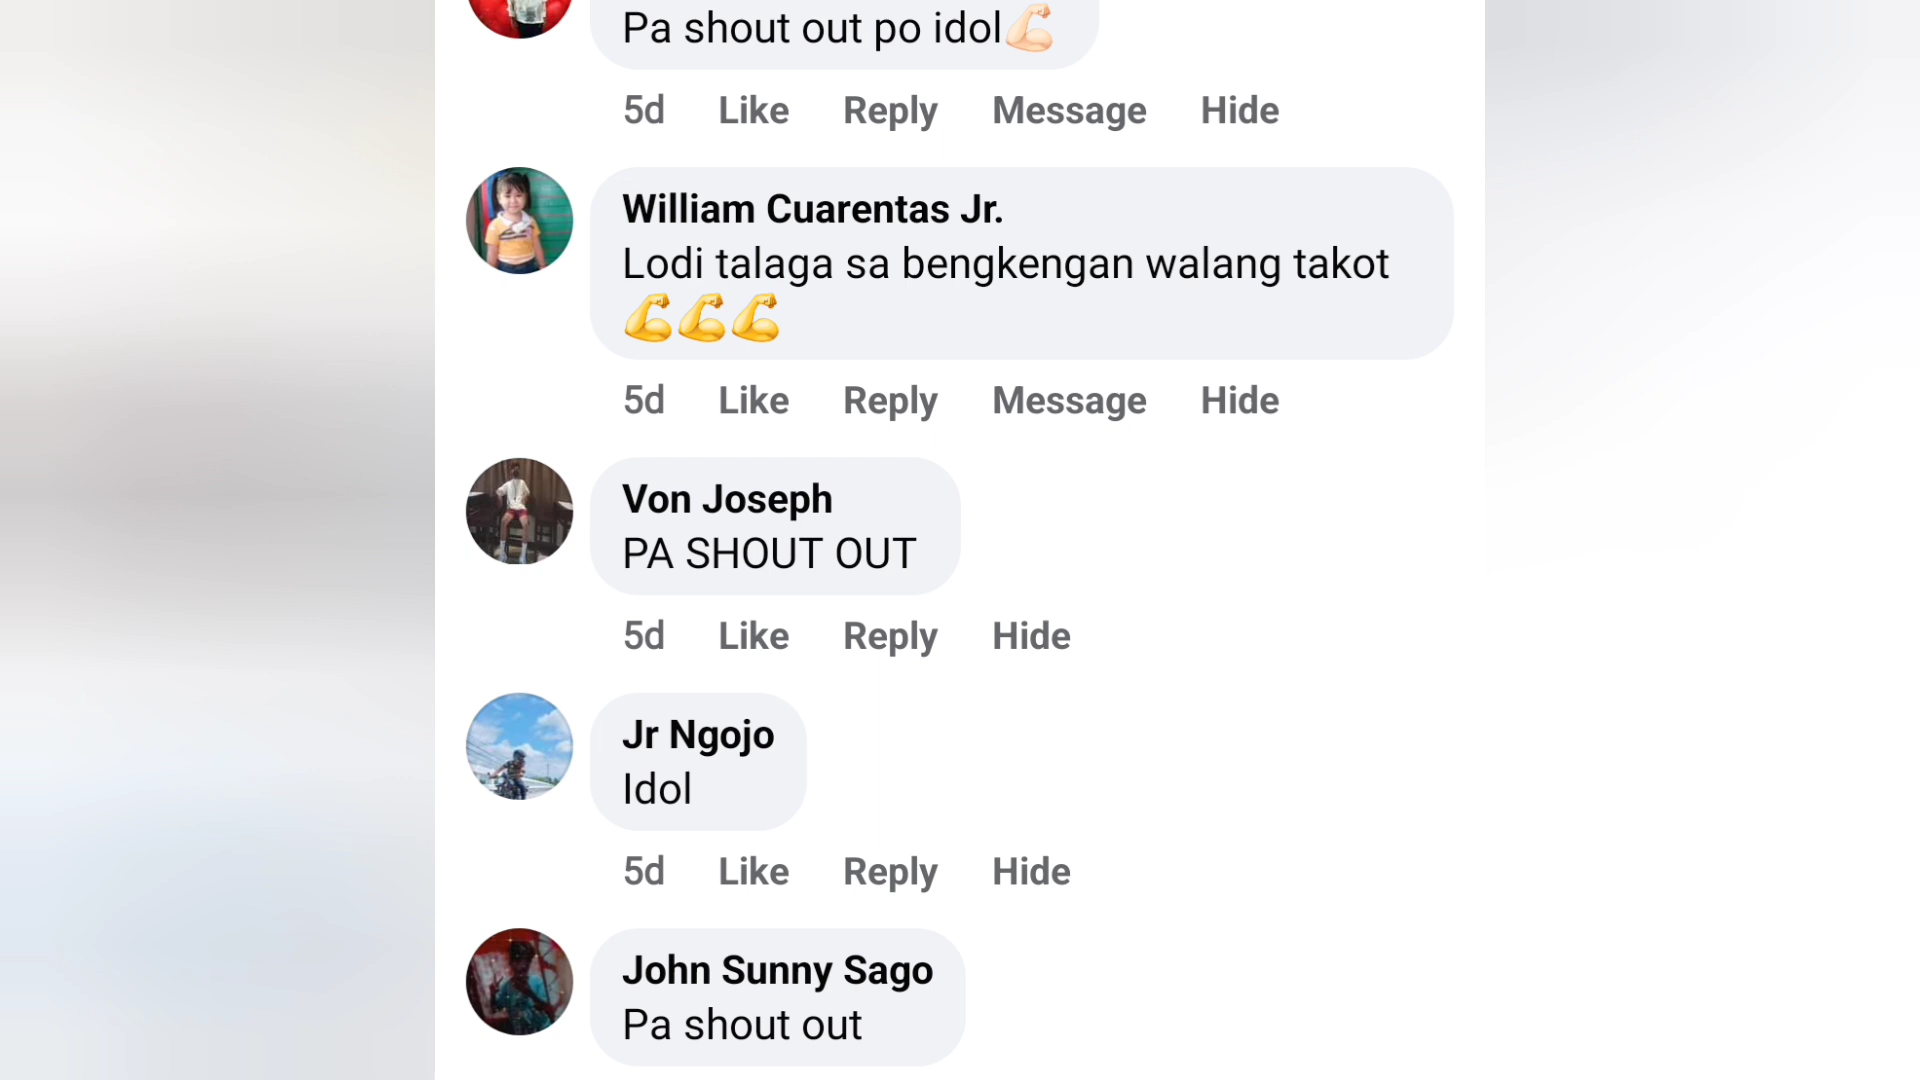 Pa shout out po idol💪🏻
5d Like Reply Message Hide
William Cuarentas Jr.
Lodi talaga sa bengkengan walang takot
💪💪💪
5d Like Reply Message Hide
Von Joseph
PA SHOUT OUT
5d Like Reply Hide
Jr Ngojo
Idol
5d Like Reply Hide
John Sunny Sago
Pa shout out